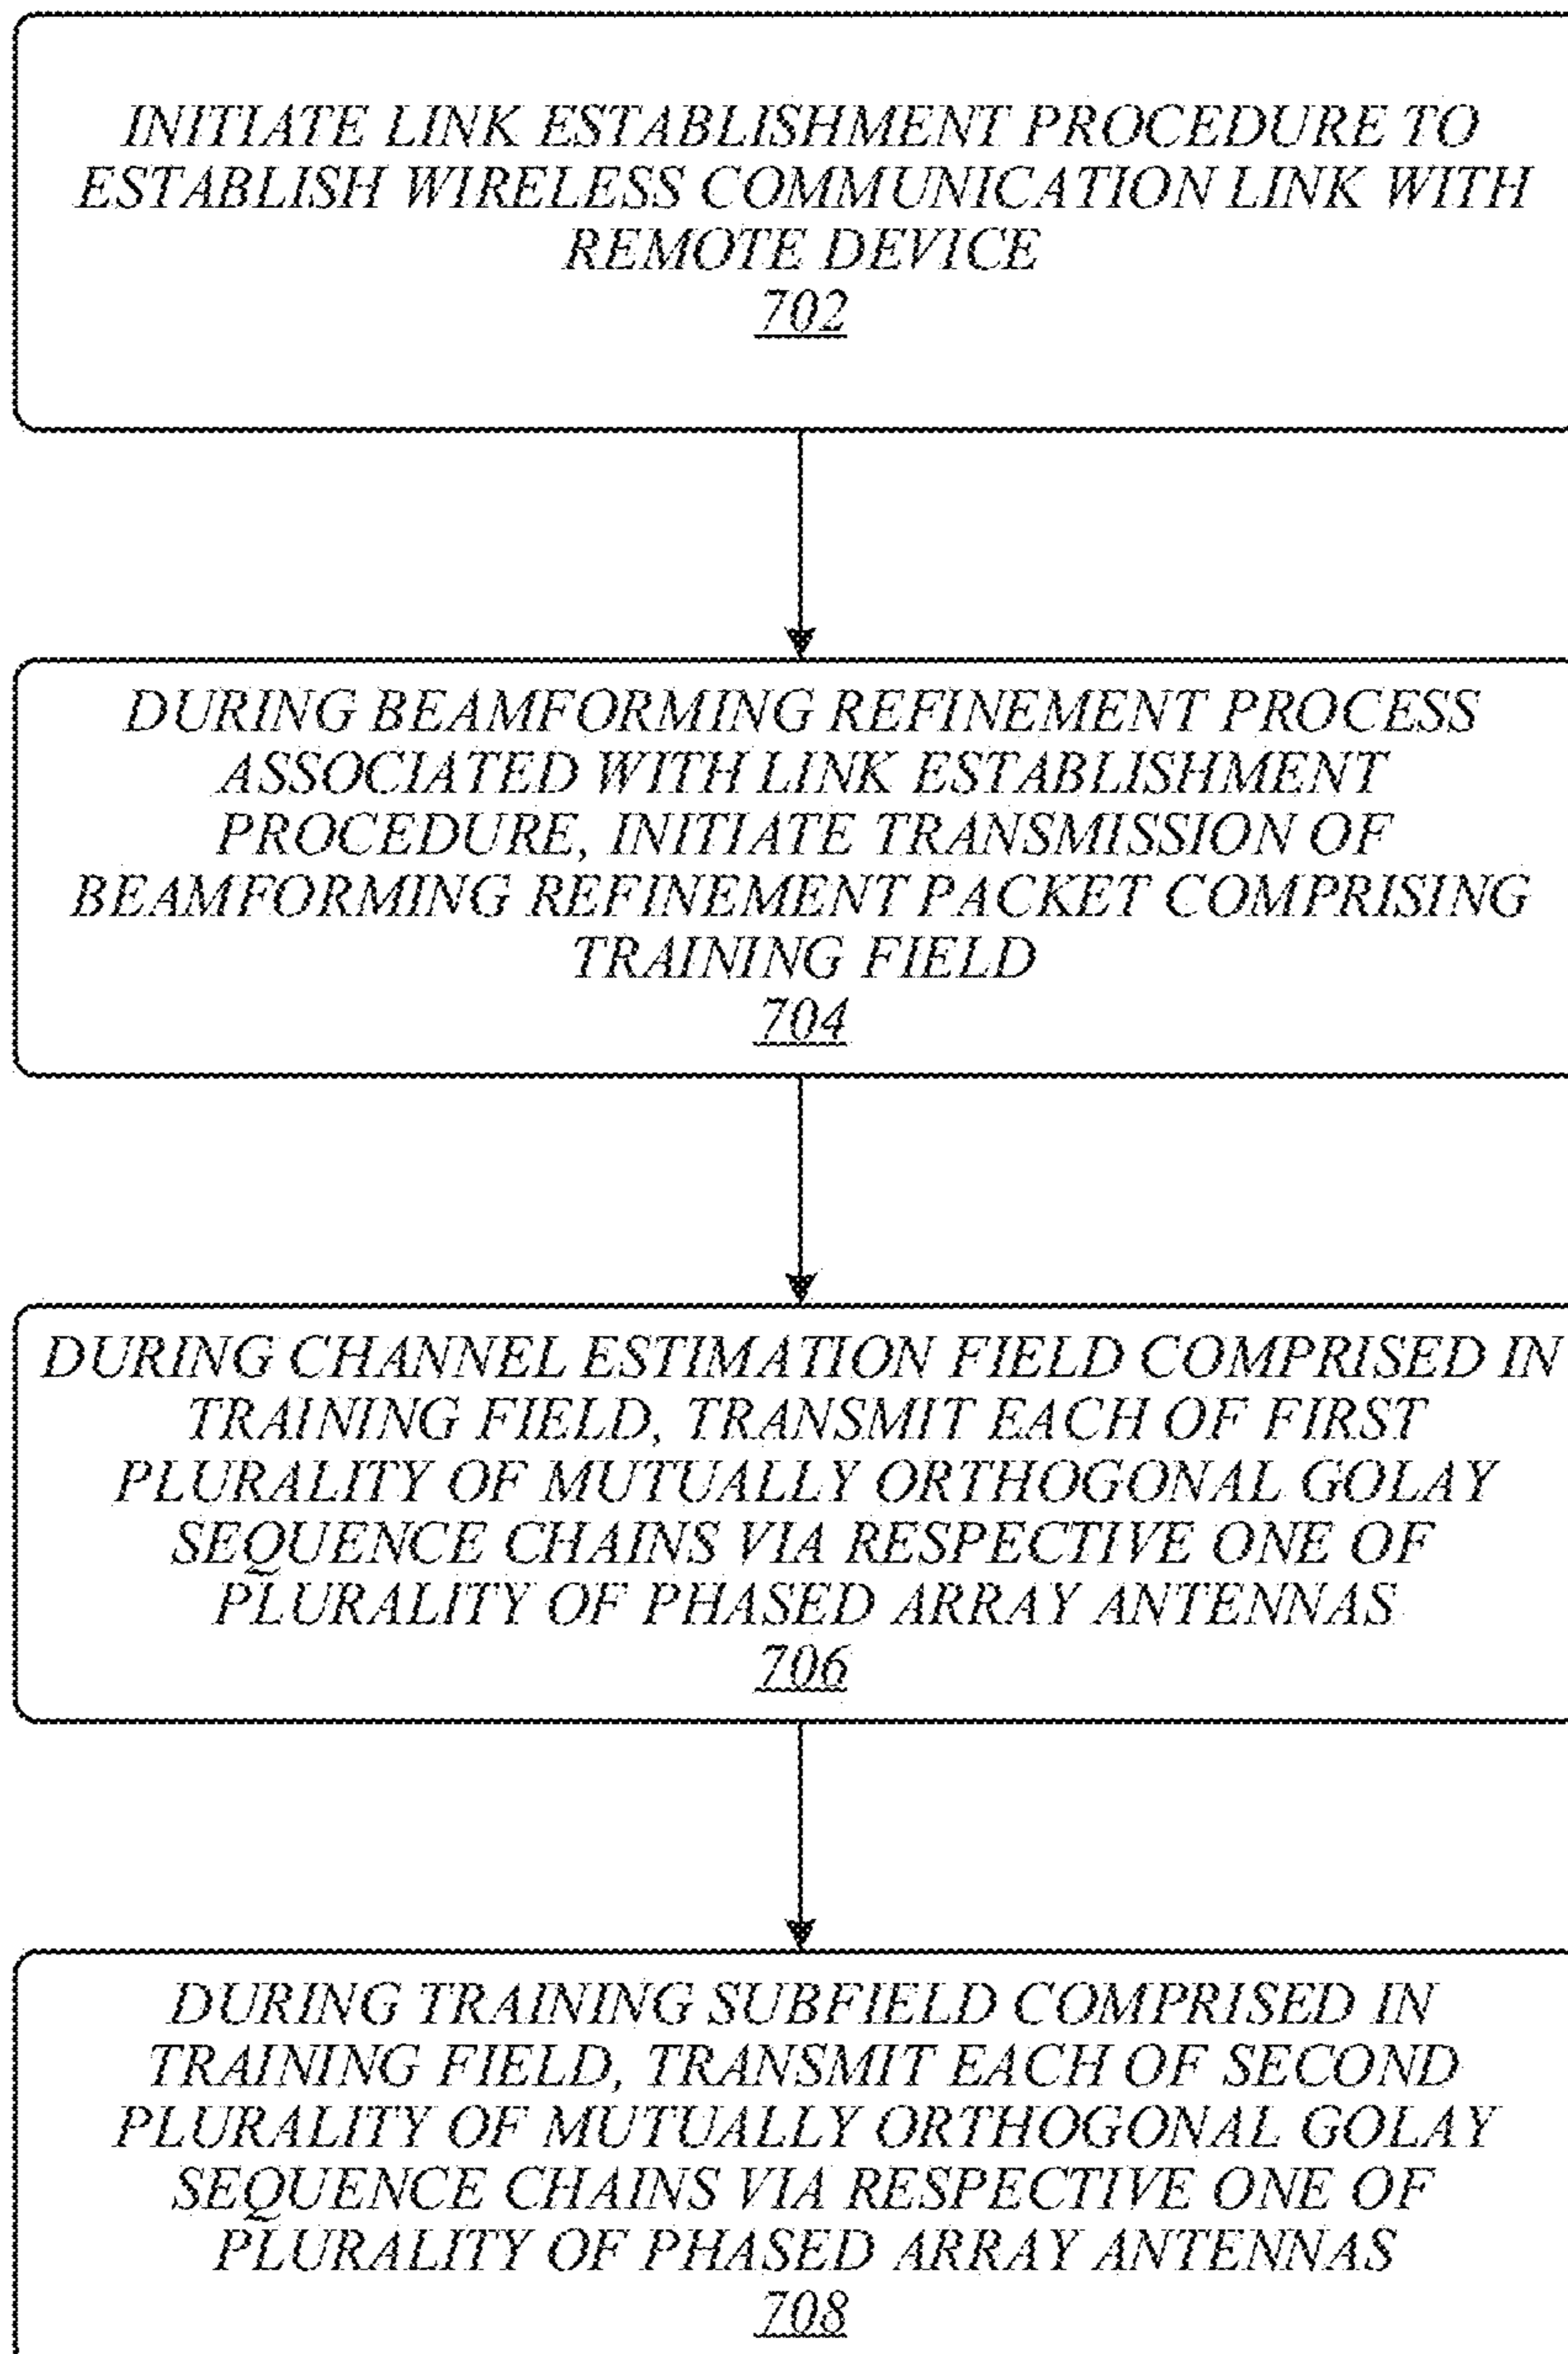 INITIATE LINK ESTABLISHMENT PROCEDURE TO
ESTABLISH WIRELESS COMMUNICATION LINK WITH
REMOTE DEVICE
702
DURING BEAMFORMING REFINEMENT PROCESS
ASSOCIATED WITH LINK ESTABLISHMENT
PROCEDURE, INITIATE TRANSMISSION OF
BEAMFORMING REFINEMENT PACKET COMPRISING
TRAINING FIELD
704
DURING CHANNEL ESTIMATION FIELD COMPRISED IN
TRAINING FIELD, TRANSMIT EACH OF FIRST
PLURALITY OF MUTUALLY ORTHOGONAL GOLAY
SEQUENCE CHAINS VIA RESPECTIVE ONE OF
PLURALITY OF PHASED ARRAY ANTENNAS
706
DURING TRAINING SUBFIELD COMPRISED IN
TRAINING FIELD, TRANSMIT EACH OF SECOND
PLURALITY OF MUTUALLY ORTHOGONAL GOLAY
SEQUENCE CHAINS VIA RESPECTIVE ONE OF
PLURALITY OF PHASED ARRAY ANTENNAS
708